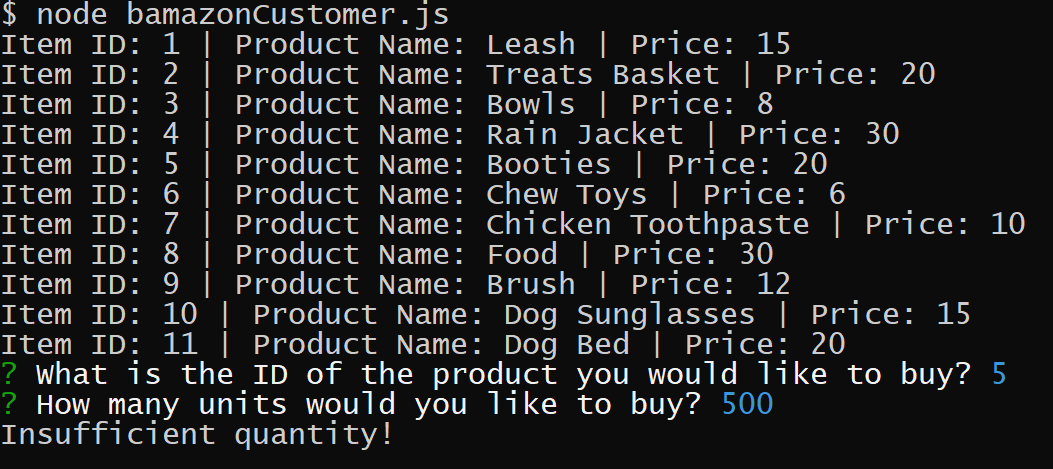 $ node bamazonCustomer.js
Item ID: 1 | Product Name: Leash | Price: 15
Item ID: 2 | Product Name: Treats Basket | Price: 20
Item ID: 3 | Product Name: Bowls | Price: 8
Item ID: 4 | Product Name: Rain Jacket | Price: 30
Item ID: 5 | Product Name: Booties | Price: 20
Item ID: 6 | Product Name: Chew Toys | Price: 6
Item ID: 7 | Product Name: Chicken Toothpaste | Price: 10
Item ID: 8 | Product Name: Food | Price: 30
Item ID: 9 | Product Name: Brush | Price: 12
Item ID: 10 | Product Name: Dog Sunglasses | Price: 15
Item ID: 11 | Product Name: Dog Bed | Price: 20
? What is the ID of the product you would like to buy? 5
? How many units would you like to buy? 500
Insufficient quantity!